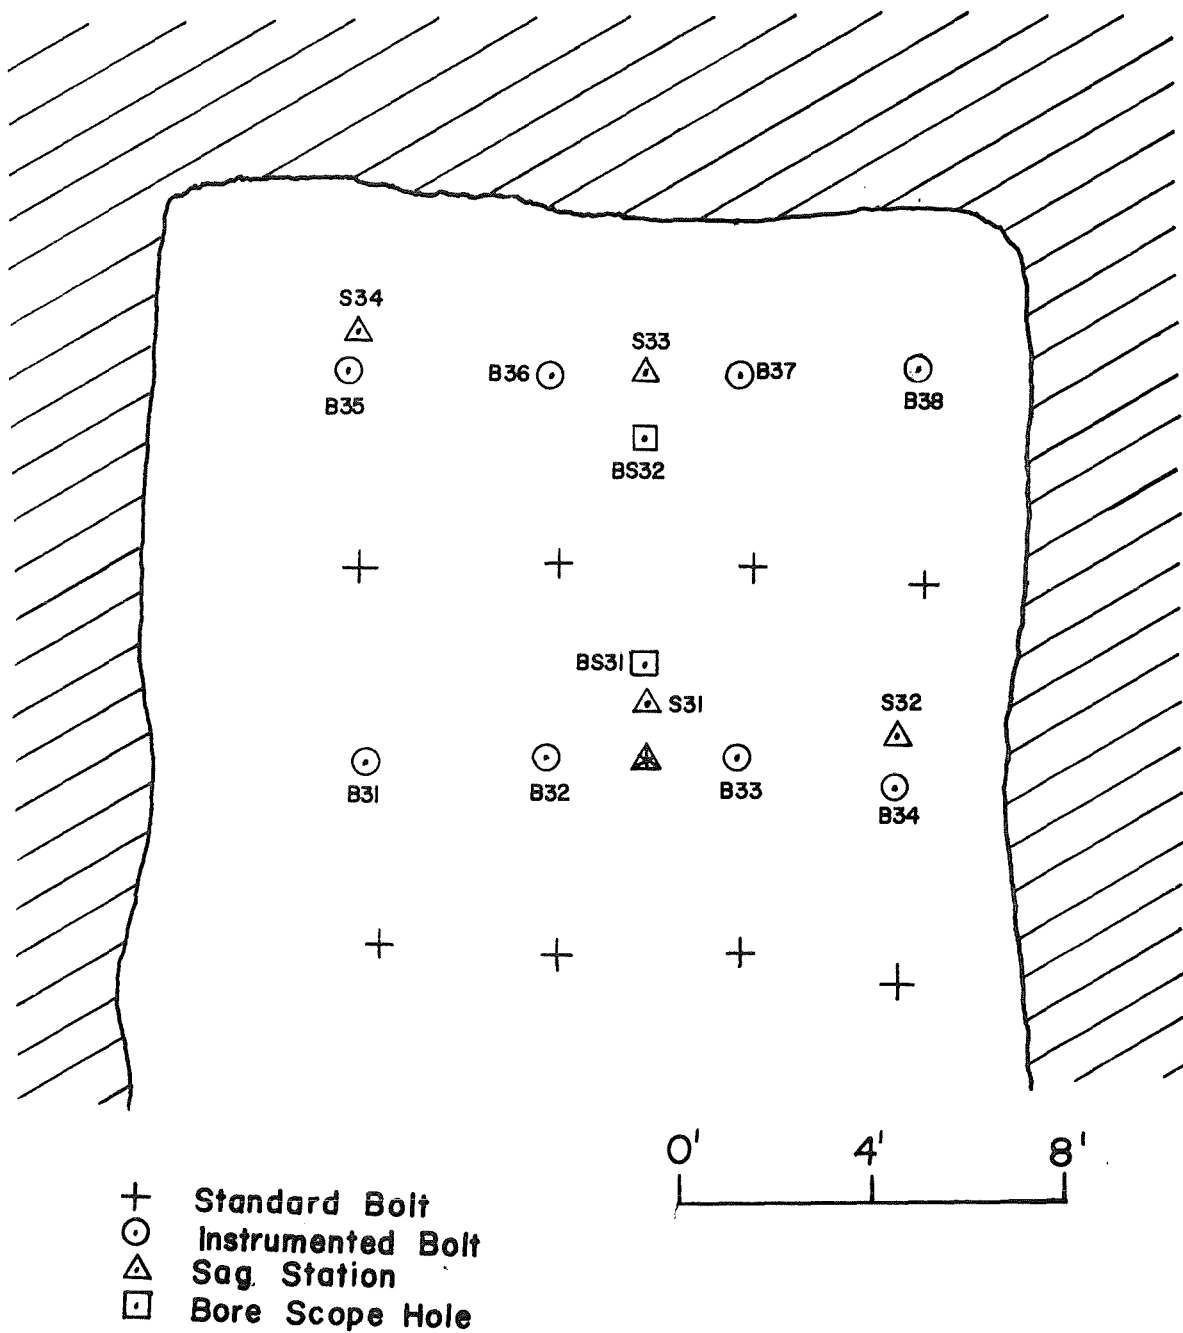 S34
S33
B36
B37
B35
B38
BS32
BS31
S31
S32
B31
B32
B33
B34
0' 4' 8'
Standard Bolt
Instrumented Bolt
Sag Station
Bore Scope Hole